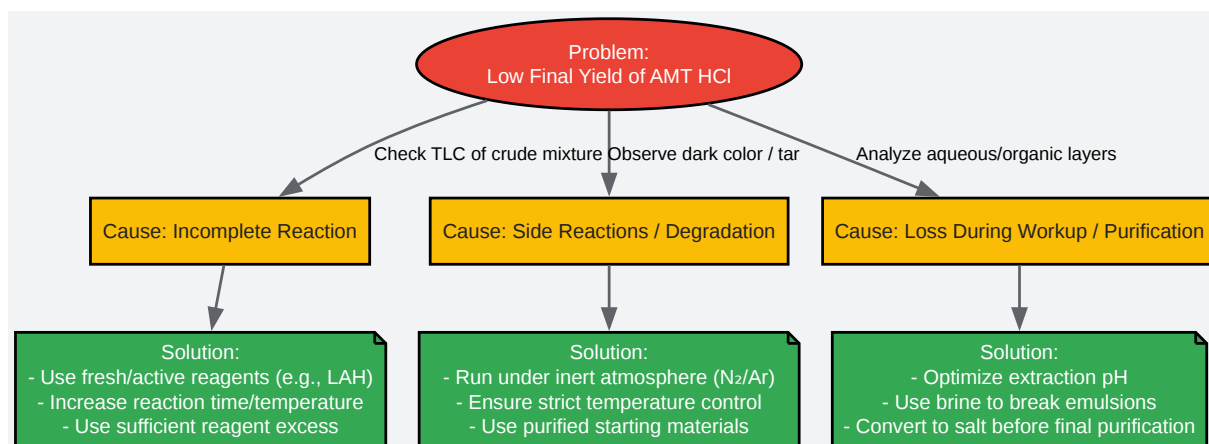 Problem:
Low Final Yield of AMT HCl
Check TLC of crude mixture
Observe dark color / tar
Analyze aqueous/organic layers
Cause: Incomplete Reaction
Cause: Side Reactions / Degradation
Cause: Loss During Workup / Purification
Solution:
- Use fresh/active reagents (e.g., LAH)
- Increase reaction time/temperature
- Use sufficient reagent excess
Solution:
- Run under inert atmosphere (N₂/Ar)
- Ensure strict temperature control
- Use purified starting materials
Solution:
- Optimize extraction pH
- Use brine to break emulsions
- Convert to salt before final purification